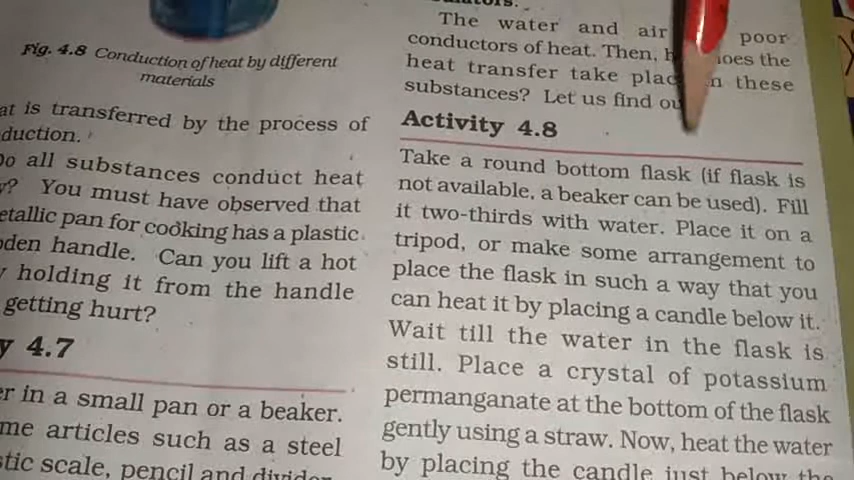 Fig. 4.8 Conduction of heat by different
materials
at is transferred by the process of
duction.
o all substances conduct heat
y? You must have observed that
etallic pan for cooking has a plastic
den handle. Can you lift a hot
holding it from the handle
getting hurt?
y 4.7
r in a small pan or a beaker.
me articles such as a steel
tic scale, pencil and divider
The water and air poor
conductors of heat. Then, h oes the
heat transfer take plac n these
substances? Let us find ou
Activity 4.8
Take a round bottom flask (if flask is
not available, a beaker can be used). Fill
it two-thirds with water. Place it on a
tripod, or make some arrangement to
place the flask in such a way that you
can heat it by placing a candle below it.
Wait till the water in the flask is
still. Place a crystal of potassium
permanganate at the bottom of the flask
gently using a straw. Now, heat the water
by placing the candle just below the